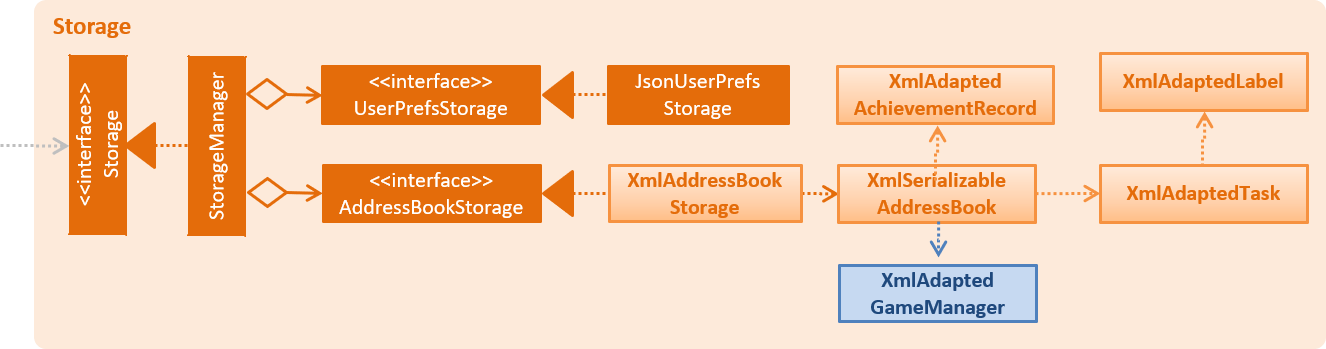 Storage
<<interface>>
Storage
StorageManager
<<interface>>
UserPrefsStorage
JsonUserPrefs
Storage
XmlAdapted
AchievementRecord
XmlAdaptedLabel
<<interface>>
AddressBookStorage
XmlAddressBook
Storage
XmlSerializable
AddressBook
XmlAdaptedTask
XmlAdapted
GameManager